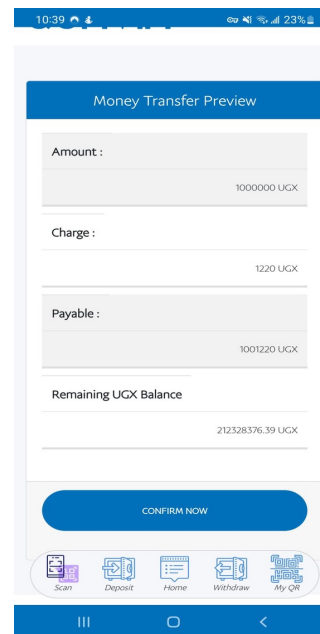 10:39
23%
Money Transfer Preview
Amount :
1000000 UGX
Charge :
1220 UGX
Payable :
1001220 UGX
Remaining UGX Balance
212328376.39 UGX
CONFIRM NOW
Scan Deposit Home Withdraw My QR